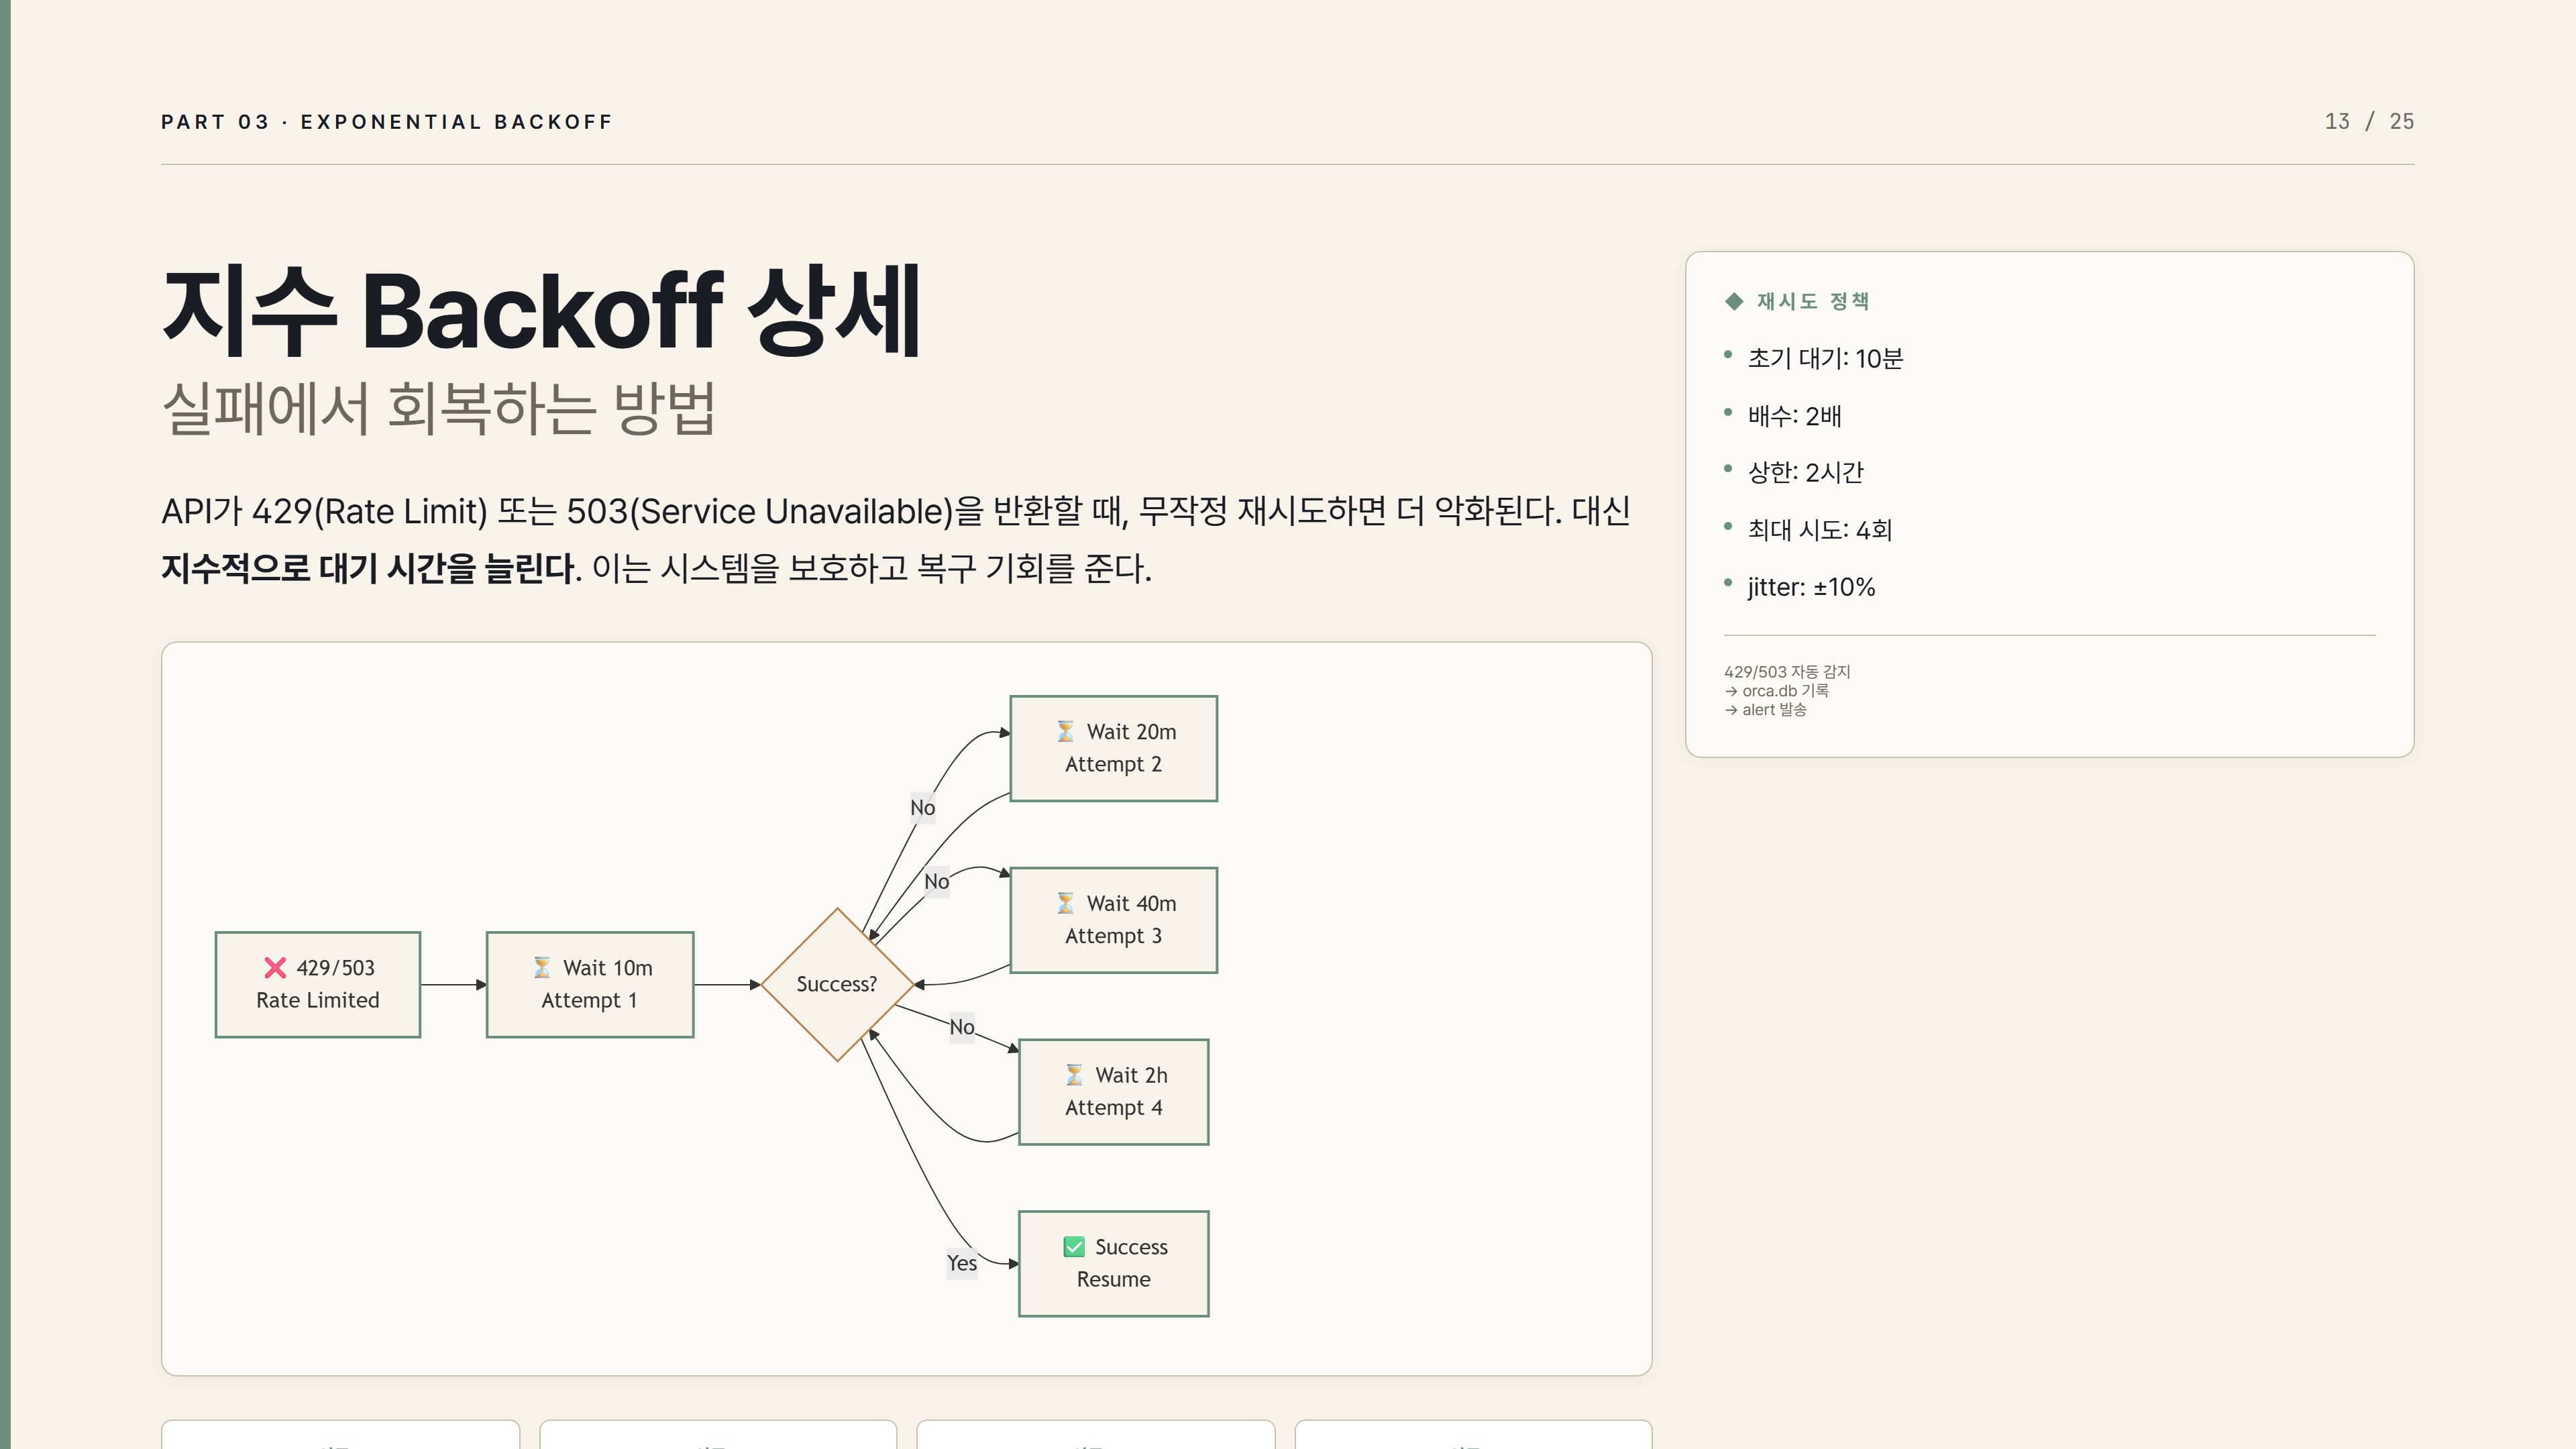 PART 03 · EXPONENTIAL BACKOFF
13 / 25
지수 Backoff 상세
실패에서 회복하는 방법
API가 429(Rate Limit) 또는 503(Service Unavailable)을 반환할 때, 무작정 재시도하면 더 악화된다. 대신
지수적으로 대기 시간을 늘린다. 이는 시스템을 보호하고 복구 기회를 준다.
❌ 429/503
Rate Limited
⏳ Wait 10m
Attempt 1
Success?
No
⏳ Wait 20m
Attempt 2
No
⏳ Wait 40m
Attempt 3
No
⏳ Wait 2h
Attempt 4
Yes
✅ Success
Resume
◆ 재시도 정책
• 초기 대기: 10분
• 배수: 2배
• 상한: 2시간
• 최대 시도: 4회
• jitter: ±10%
429/503 자동 감지
→ orca.db 기록
→ alert 발송